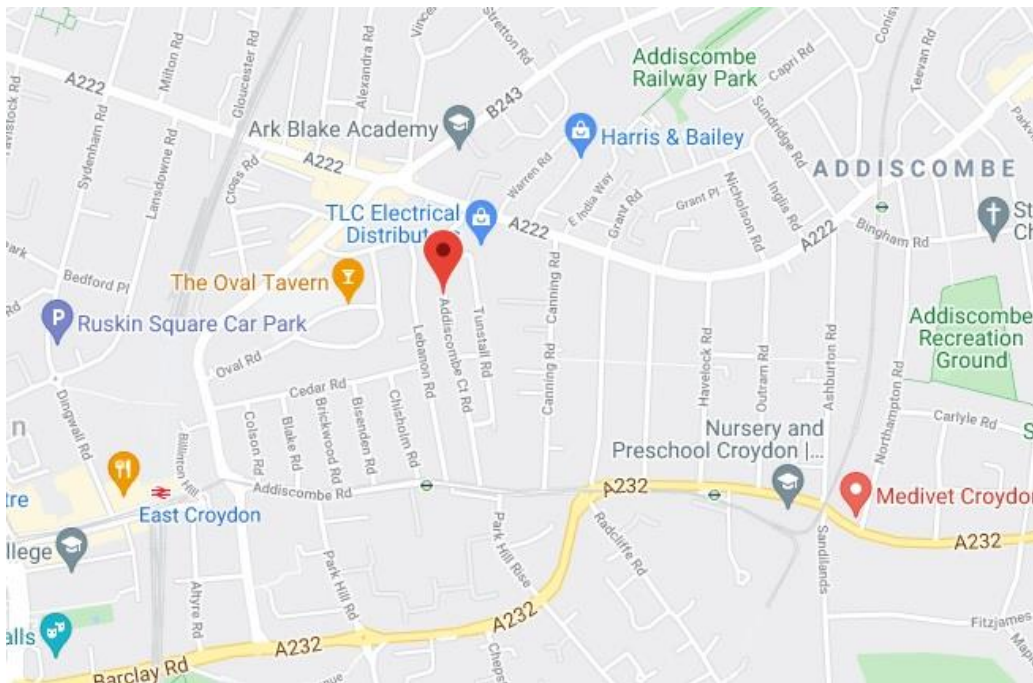 Milton Rd
Gloucester Rd
Alexandra Rd
Stretton Rd
A222
B243
Addiscombe
Railway Park
Capri Rd
Teevan Rd
Sydenham Rd
Lansdowne Rd
Cross Rd
Ark Blake Academy
A222
Harris & Bailey
Sundridge Rd
ADDISCOMBE
Warren Rd
E India Way
Grant Rd
Grant Pl
Nicholson Rd
Inglis Rd
TLC Electrical
A222
A222
Bingham Rd
Bedford Pl
The Oval Tavern
Canning Rd
Ruskin Square Car Park
Addiscombe
Recreation
Ground
Oval Rd
Lebanon Rd
Addiscombe Ct Rd
Tunstall Rd
Cedar Rd
Canning Rd
Havelock Rd
Outram Rd
Ashburton Rd
Northampton Rd
Carlyle Rd
Dingwall Rd
Colson Rd
Blake Rd
Brickwood Rd
Bisenden Rd
Chisholm Rd
Nursery and
Preschool Croydon |...
Billinton Hill
Addiscombe Rd
A232
Medivet Croydon
East Croydon
Park Hill Rise
Radcliffe Rd
Sandilands
A232
Altyre Rd
Park Hill Rd
A232
A232
Fitzjames
Barclay Rd